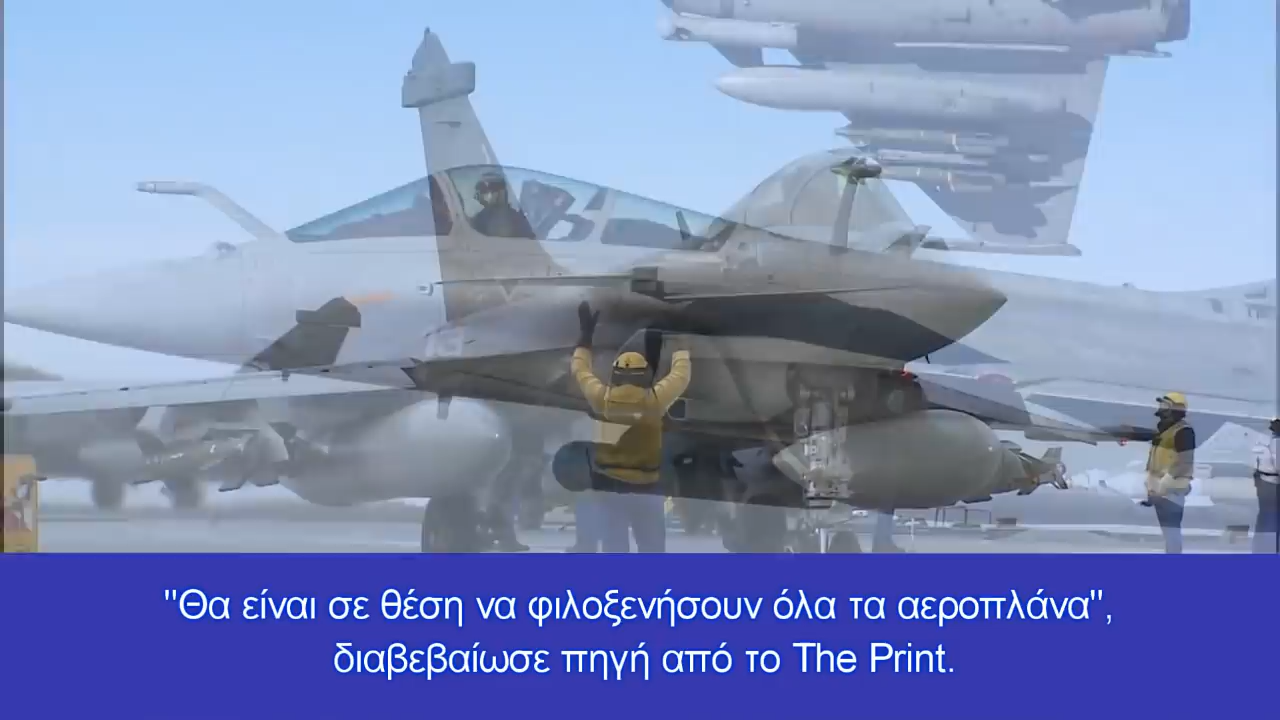 "Θα είναι σε θέση να φιλοξενήσουν όλα τα αεροπλάνα",
διαβεβαίωσε πηγή από το The Print.